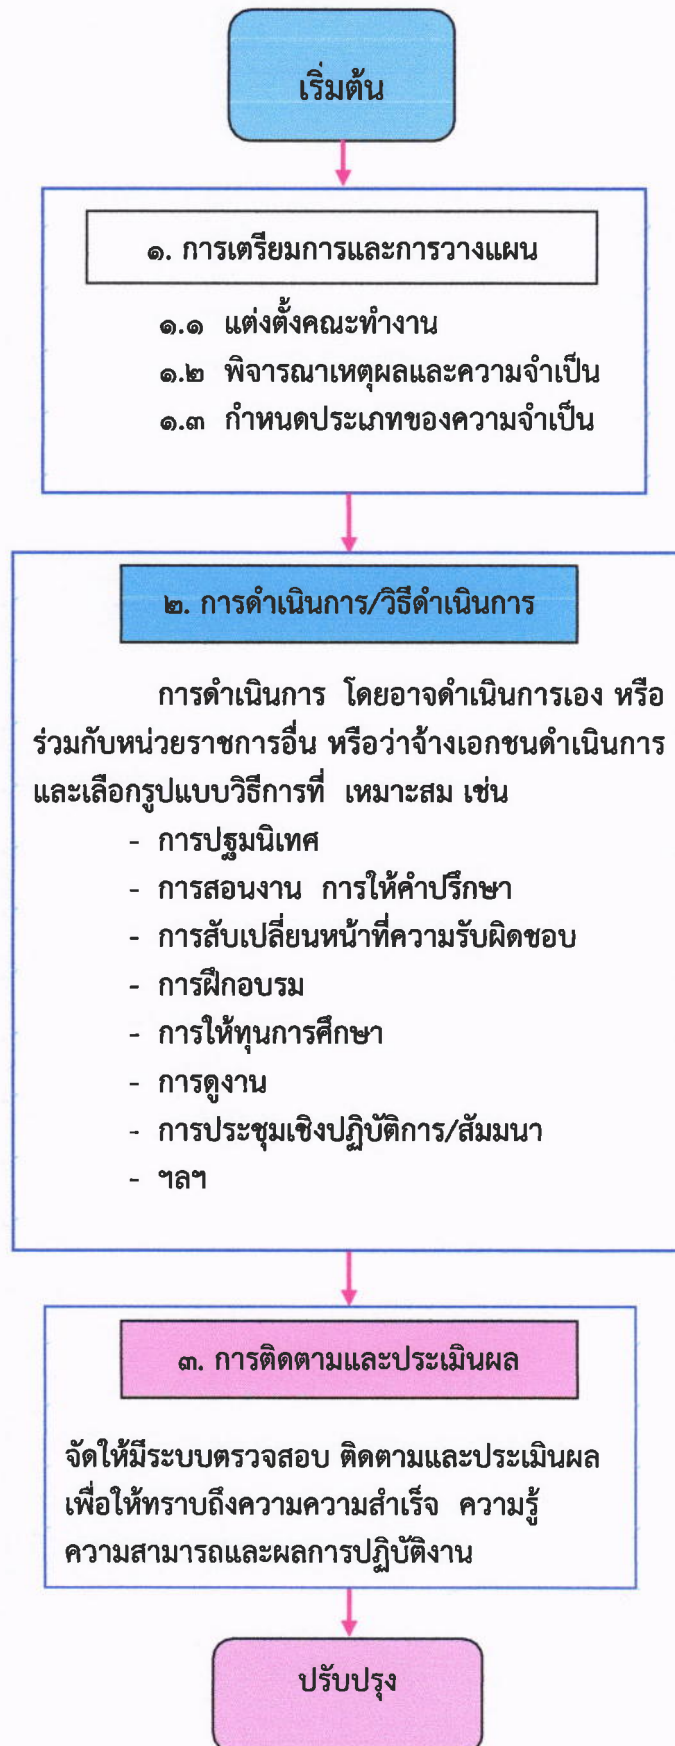 เริ่มต้น
๑. การเตรียมการและการวางแผน
๑.๑ แต่งตั้งคณะทำงาน
๑.๒ พิจารณาเหตุผลและความจำเป็น
๑.๓ กำหนดประเภทของความจำเป็น
๒. การดำเนินการ/วิธีดำเนินการ
การดำเนินการ โดยอาจดำเนินการเอง หรือ
ร่วมกับหน่วยราชการอื่น หรือว่าจ้างเอกชนดำเนินการ
และเลือกรูปแบบวิธีการที่ เหมาะสม เช่น
- การปฐมนิเทศ
- การสอนงาน การให้คำปรึกษา
- การสับเปลี่ยนหน้าที่ความรับผิดชอบ
- การฝึกอบรม
- การให้ทุนการศึกษา
- การดูงาน
- การประชุมเชิงปฏิบัติการ/สัมมนา
- ฯลฯ
๓. การติดตามและประเมินผล
จัดให้มีระบบตรวจสอบ ติดตามและประเมินผล
เพื่อให้ทราบถึงความความสำเร็จ ความรู้
ความสามารถและผลการปฏิบัติงาน
ปรับปรุง